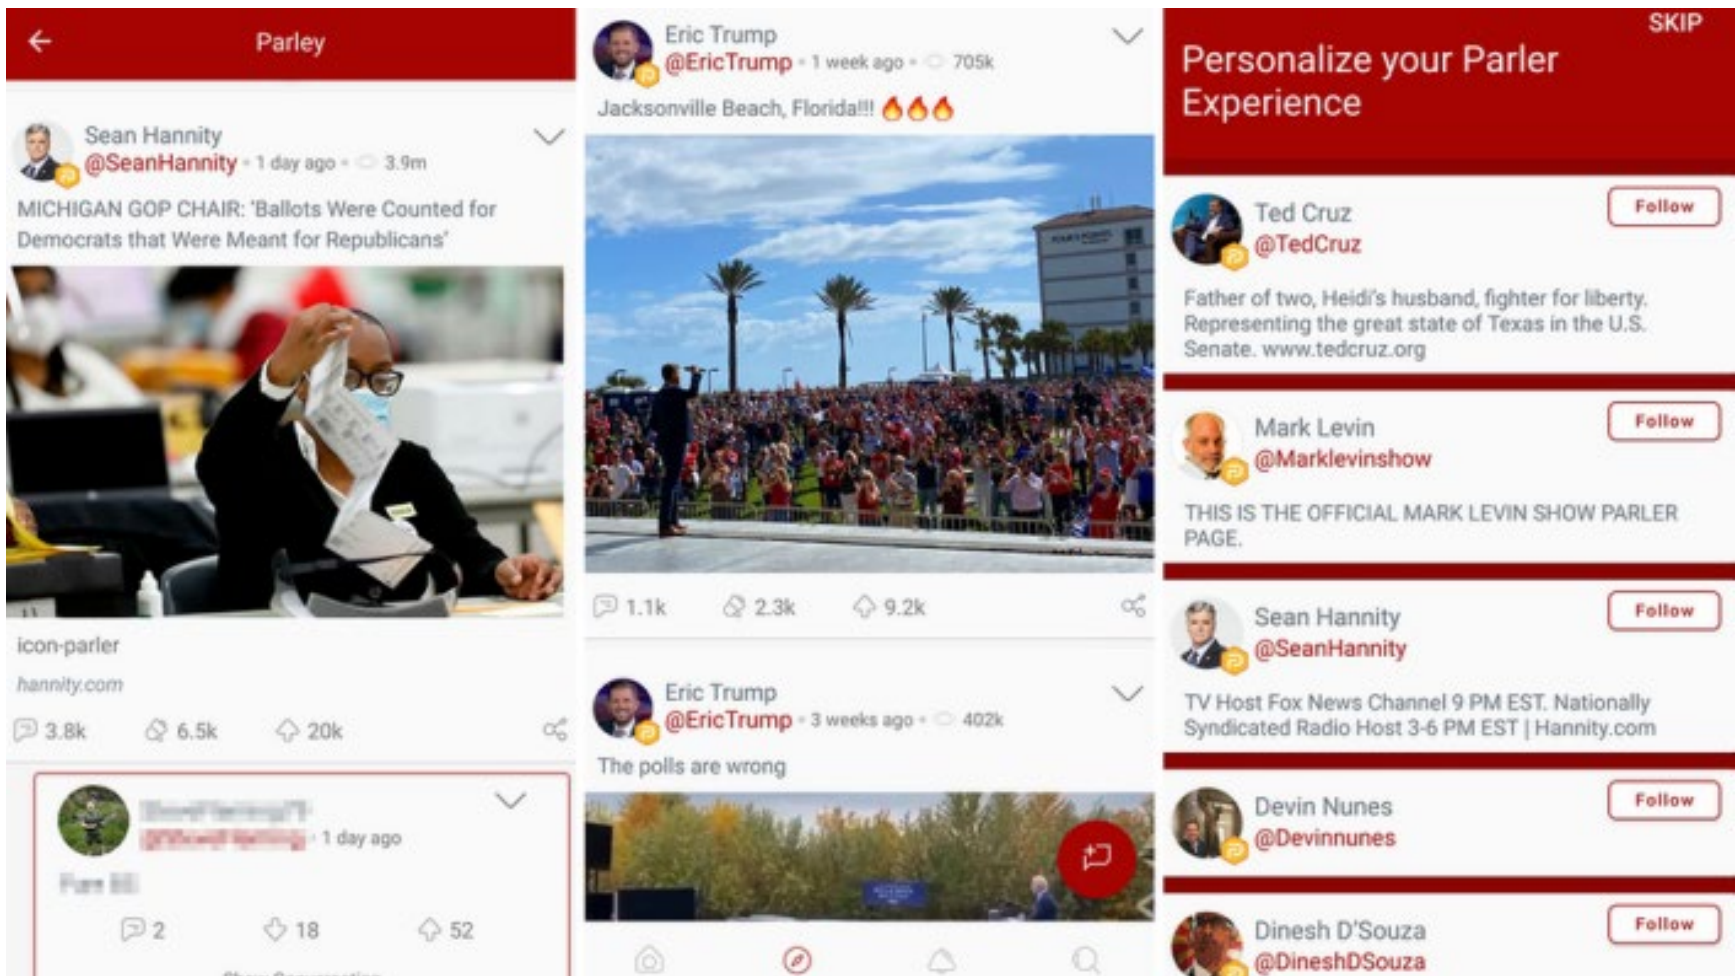 Parley
Sean Hannity
@SeanHannity • 1 day ago • 3.9m
MICHIGAN GOP CHAIR: 'Ballots Were Counted for
Democrats that Were Meant for Republicans'
icon-parler
hannity.com
3.8k 6.5k 20k
1 day ago
2 18 52
Eric Trump
@EricTrump • 1 week ago • 705k
Jacksonville Beach, Florida!!! 🔥🔥🔥
1.1k 2.3k 9.2k
Eric Trump
@EricTrump • 3 weeks ago • 402k
The polls are wrong
SKIP
Personalize your Parler
Experience
Ted Cruz
Follow
@TedCruz
Father of two, Heidi's husband, fighter for liberty.
Representing the great state of Texas in the U.S.
Senate. www.tedcruz.org
Mark Levin
Follow
@Marklevinshow
THIS IS THE OFFICIAL MARK LEVIN SHOW PARLER
PAGE.
Sean Hannity
Follow
@SeanHannity
TV Host Fox News Channel 9 PM EST. Nationally
Syndicated Radio Host 3-6 PM EST | Hannity.com
Devin Nunes
Follow
@Devinnunes
Dinesh D'Souza
Follow
@DineshDSouza